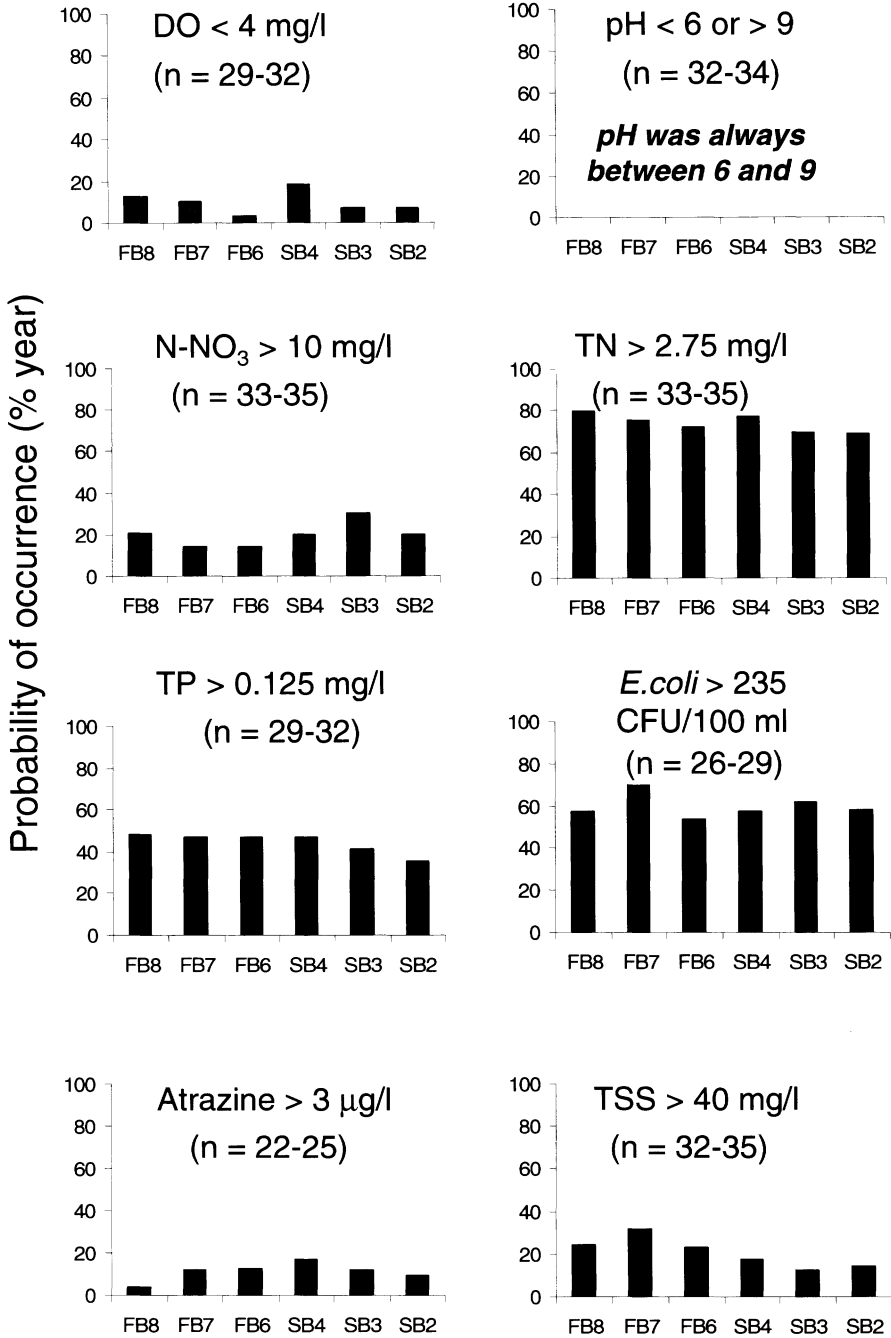 Probability of occurrence (% year)
DO < 4 mg/l
(n = 29-32)
100
80
60
40
20
0
FB8 FB7 FB6 SB4 SB3 SB2
pH < 6 or > 9
(n = 32-34)
pH was always
between 6 and 9
100
80
60
40
20
0
FB8 FB7 FB6 SB4 SB3 SB2
N-NO₃ > 10 mg/l
(n = 33-35)
100
80
60
40
20
0
FB8 FB7 FB6 SB4 SB3 SB2
TN > 2.75 mg/l
(n = 33-35)
100
80
60
40
20
0
FB8 FB7 FB6 SB4 SB3 SB2
TP > 0.125 mg/l
(n = 29-32)
100
80
60
40
20
0
FB8 FB7 FB6 SB4 SB3 SB2
E.coli > 235
CFU/100 ml
(n = 26-29)
100
80
60
40
20
0
FB8 FB7 FB6 SB4 SB3 SB2
Atrazine > 3 µg/l
(n = 22-25)
100
80
60
40
20
0
FB8 FB7 FB6 SB4 SB3 SB2
TSS > 40 mg/l
(n = 32-35)
100
80
60
40
20
0
FB8 FB7 FB6 SB4 SB3 SB2